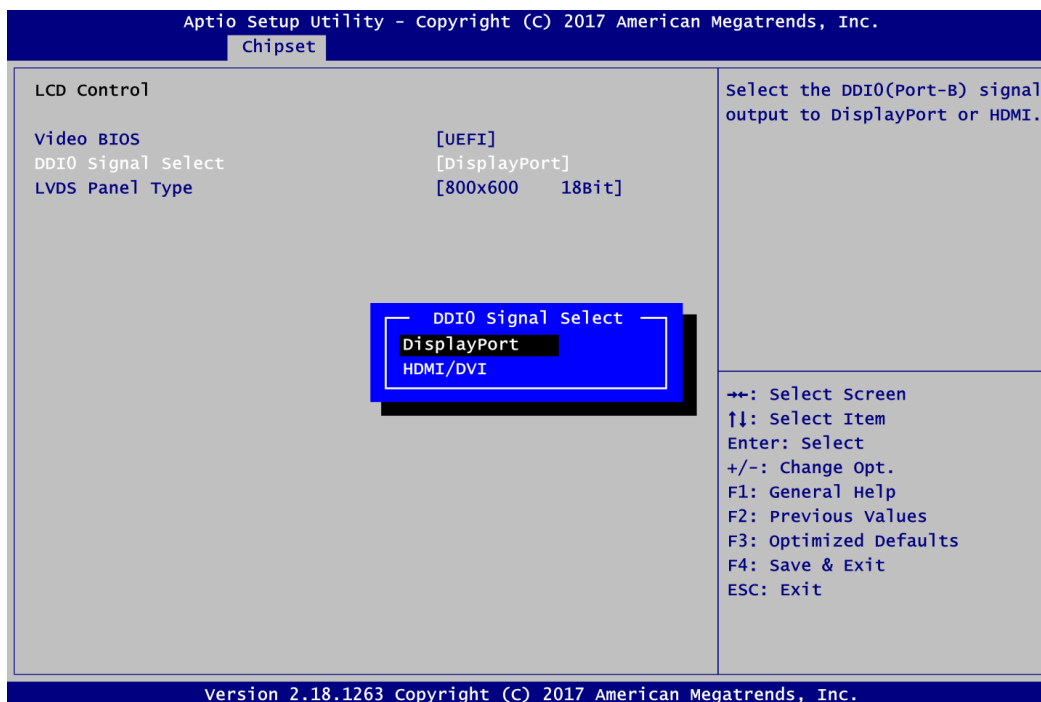 Aptio Setup Utility - Copyright (C) 2017 American Megatrends, Inc.
Chipset
LCD Control
Video BIOS [UEFI]
DDI0 Signal Select [DisplayPort]
LVDS Panel Type [800x600 18Bit]
Select the DDI0(Port-B) signal
output to DisplayPort or HDMI.
DDI0 Signal Select
DisplayPort
HDMI/DVI
→←: Select Screen
↑↓: Select Item
Enter: Select
+/-: Change Opt.
F1: General Help
F2: Previous Values
F3: Optimized Defaults
F4: Save & Exit
ESC: Exit
Version 2.18.1263 Copyright (C) 2017 American Megatrends, Inc.